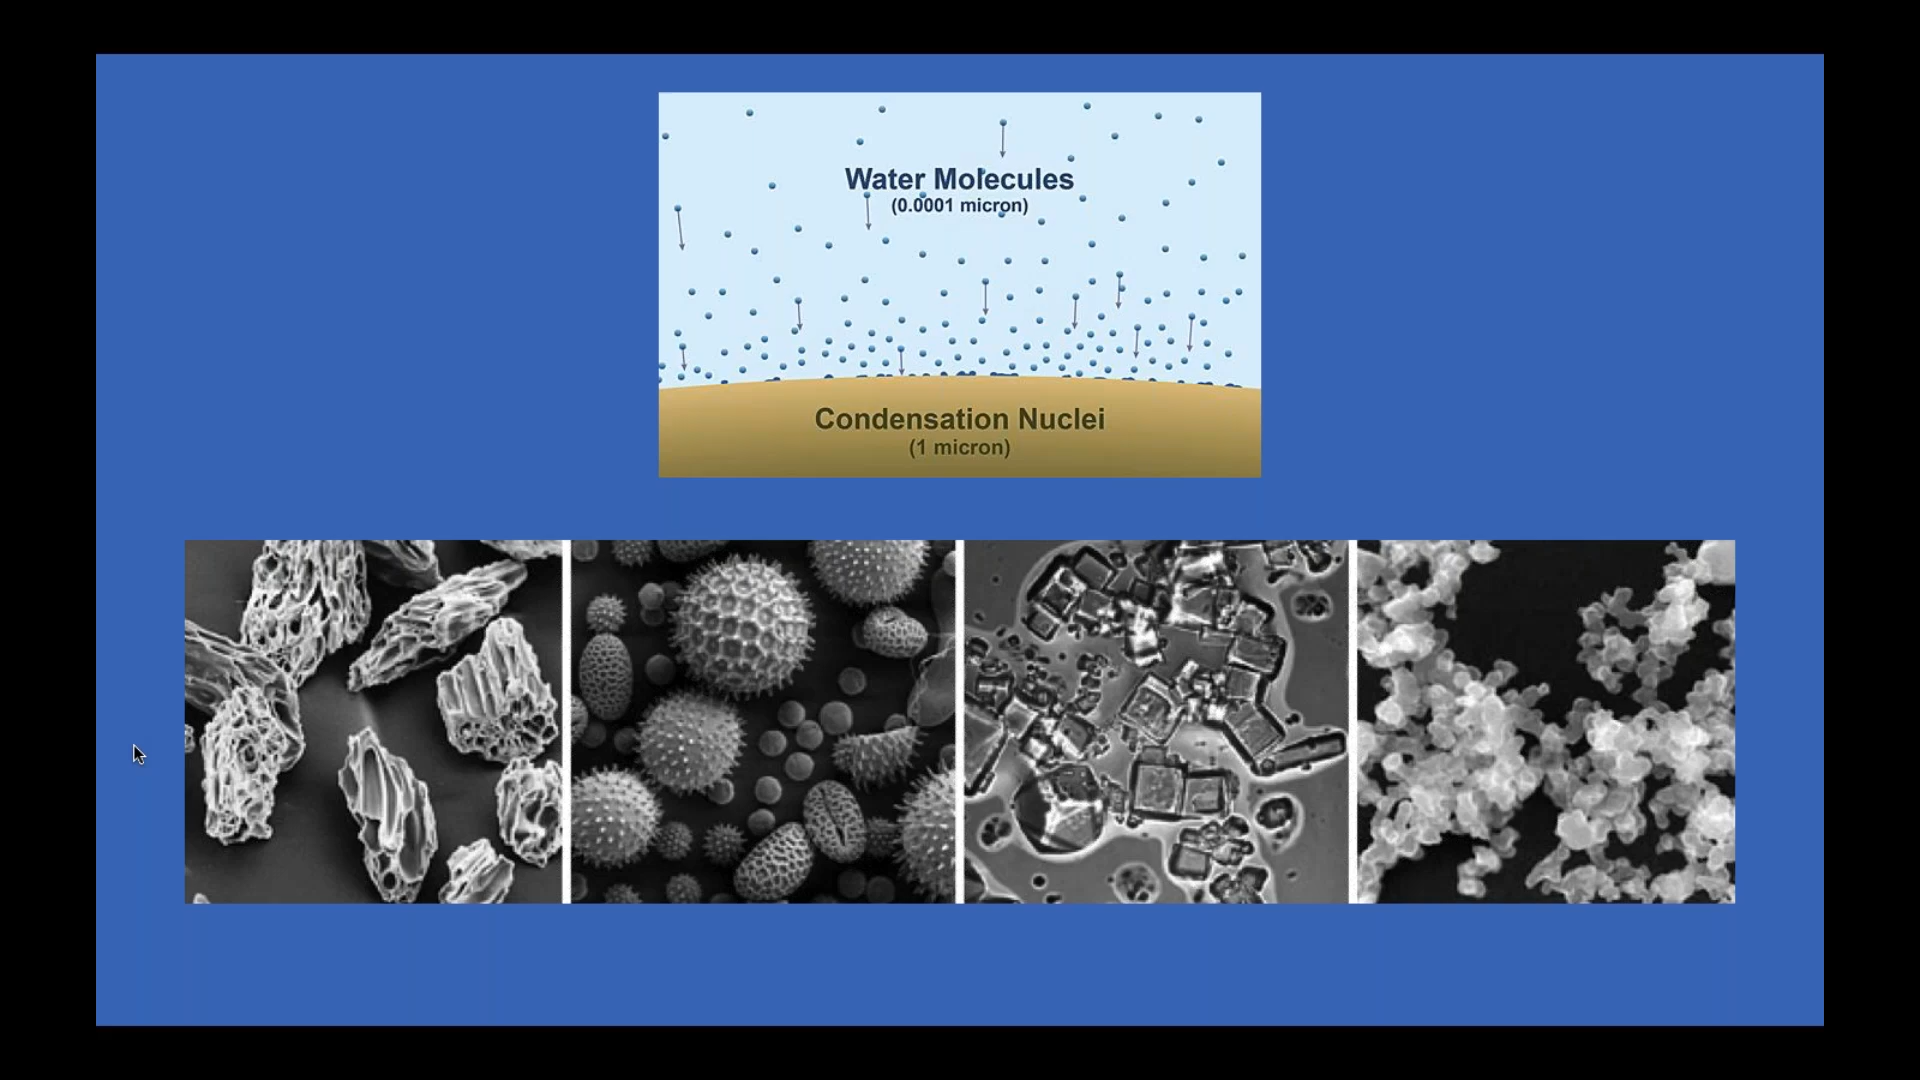 Water Molecules
(0.0001 micron)
Condensation Nuclei
(1 micron)